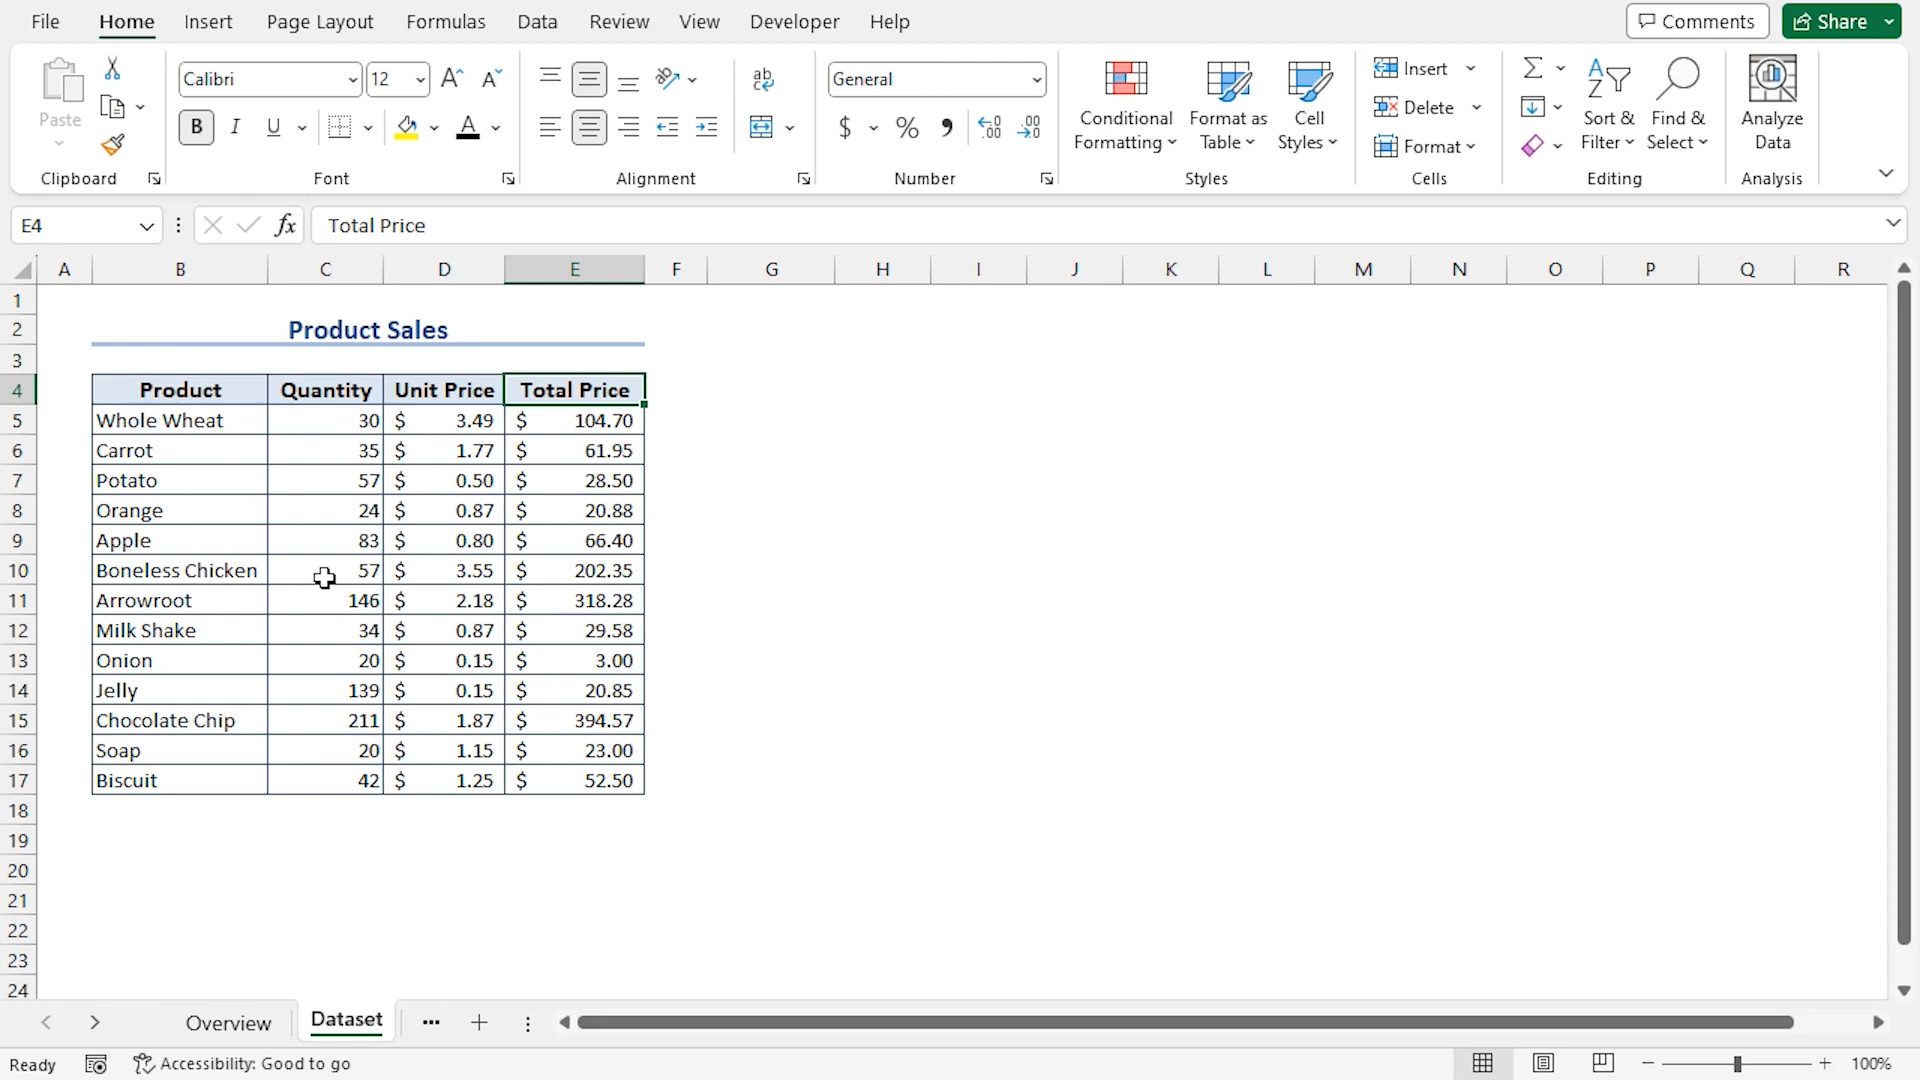 File Home Insert Page Layout Formulas Data Review View Developer Help Comments Share
Calibri 12 A A ab c General Insert Σ A Z
Paste Conditional Formatting Format as Table Cell Styles Delete Sort & Filter Find & Select Analyze Data
B I U A $ % 9 .00 .00 Format
Clipboard Font Alignment Number Styles Cells Editing Analysis
E4 fx Total Price
A B C D E F G H I J K L M N O P Q R
1
2 Product Sales
3
4 Product Quantity Unit Price Total Price
5 Whole Wheat 30 $ 3.49 $ 104.70
6 Carrot 35 $ 1.77 $ 61.95
7 Potato 57 $ 0.50 $ 28.50
8 Orange 24 $ 0.87 $ 20.88
9 Apple 83 $ 0.80 $ 66.40
10 Boneless Chicken 57 $ 3.55 $ 202.35
11 Arrowroot 146 $ 2.18 $ 318.28
12 Milk Shake 34 $ 0.87 $ 29.58
13 Onion 20 $ 0.15 $ 3.00
14 Jelly 139 $ 0.15 $ 20.85
15 Chocolate Chip 211 $ 1.87 $ 394.57
16 Soap 20 $ 1.15 $ 23.00
17 Biscuit 42 $ 1.25 $ 52.50
18
19
20
21
22
23
24
Overview Dataset ...
Ready Accessibility: Good to go 100%